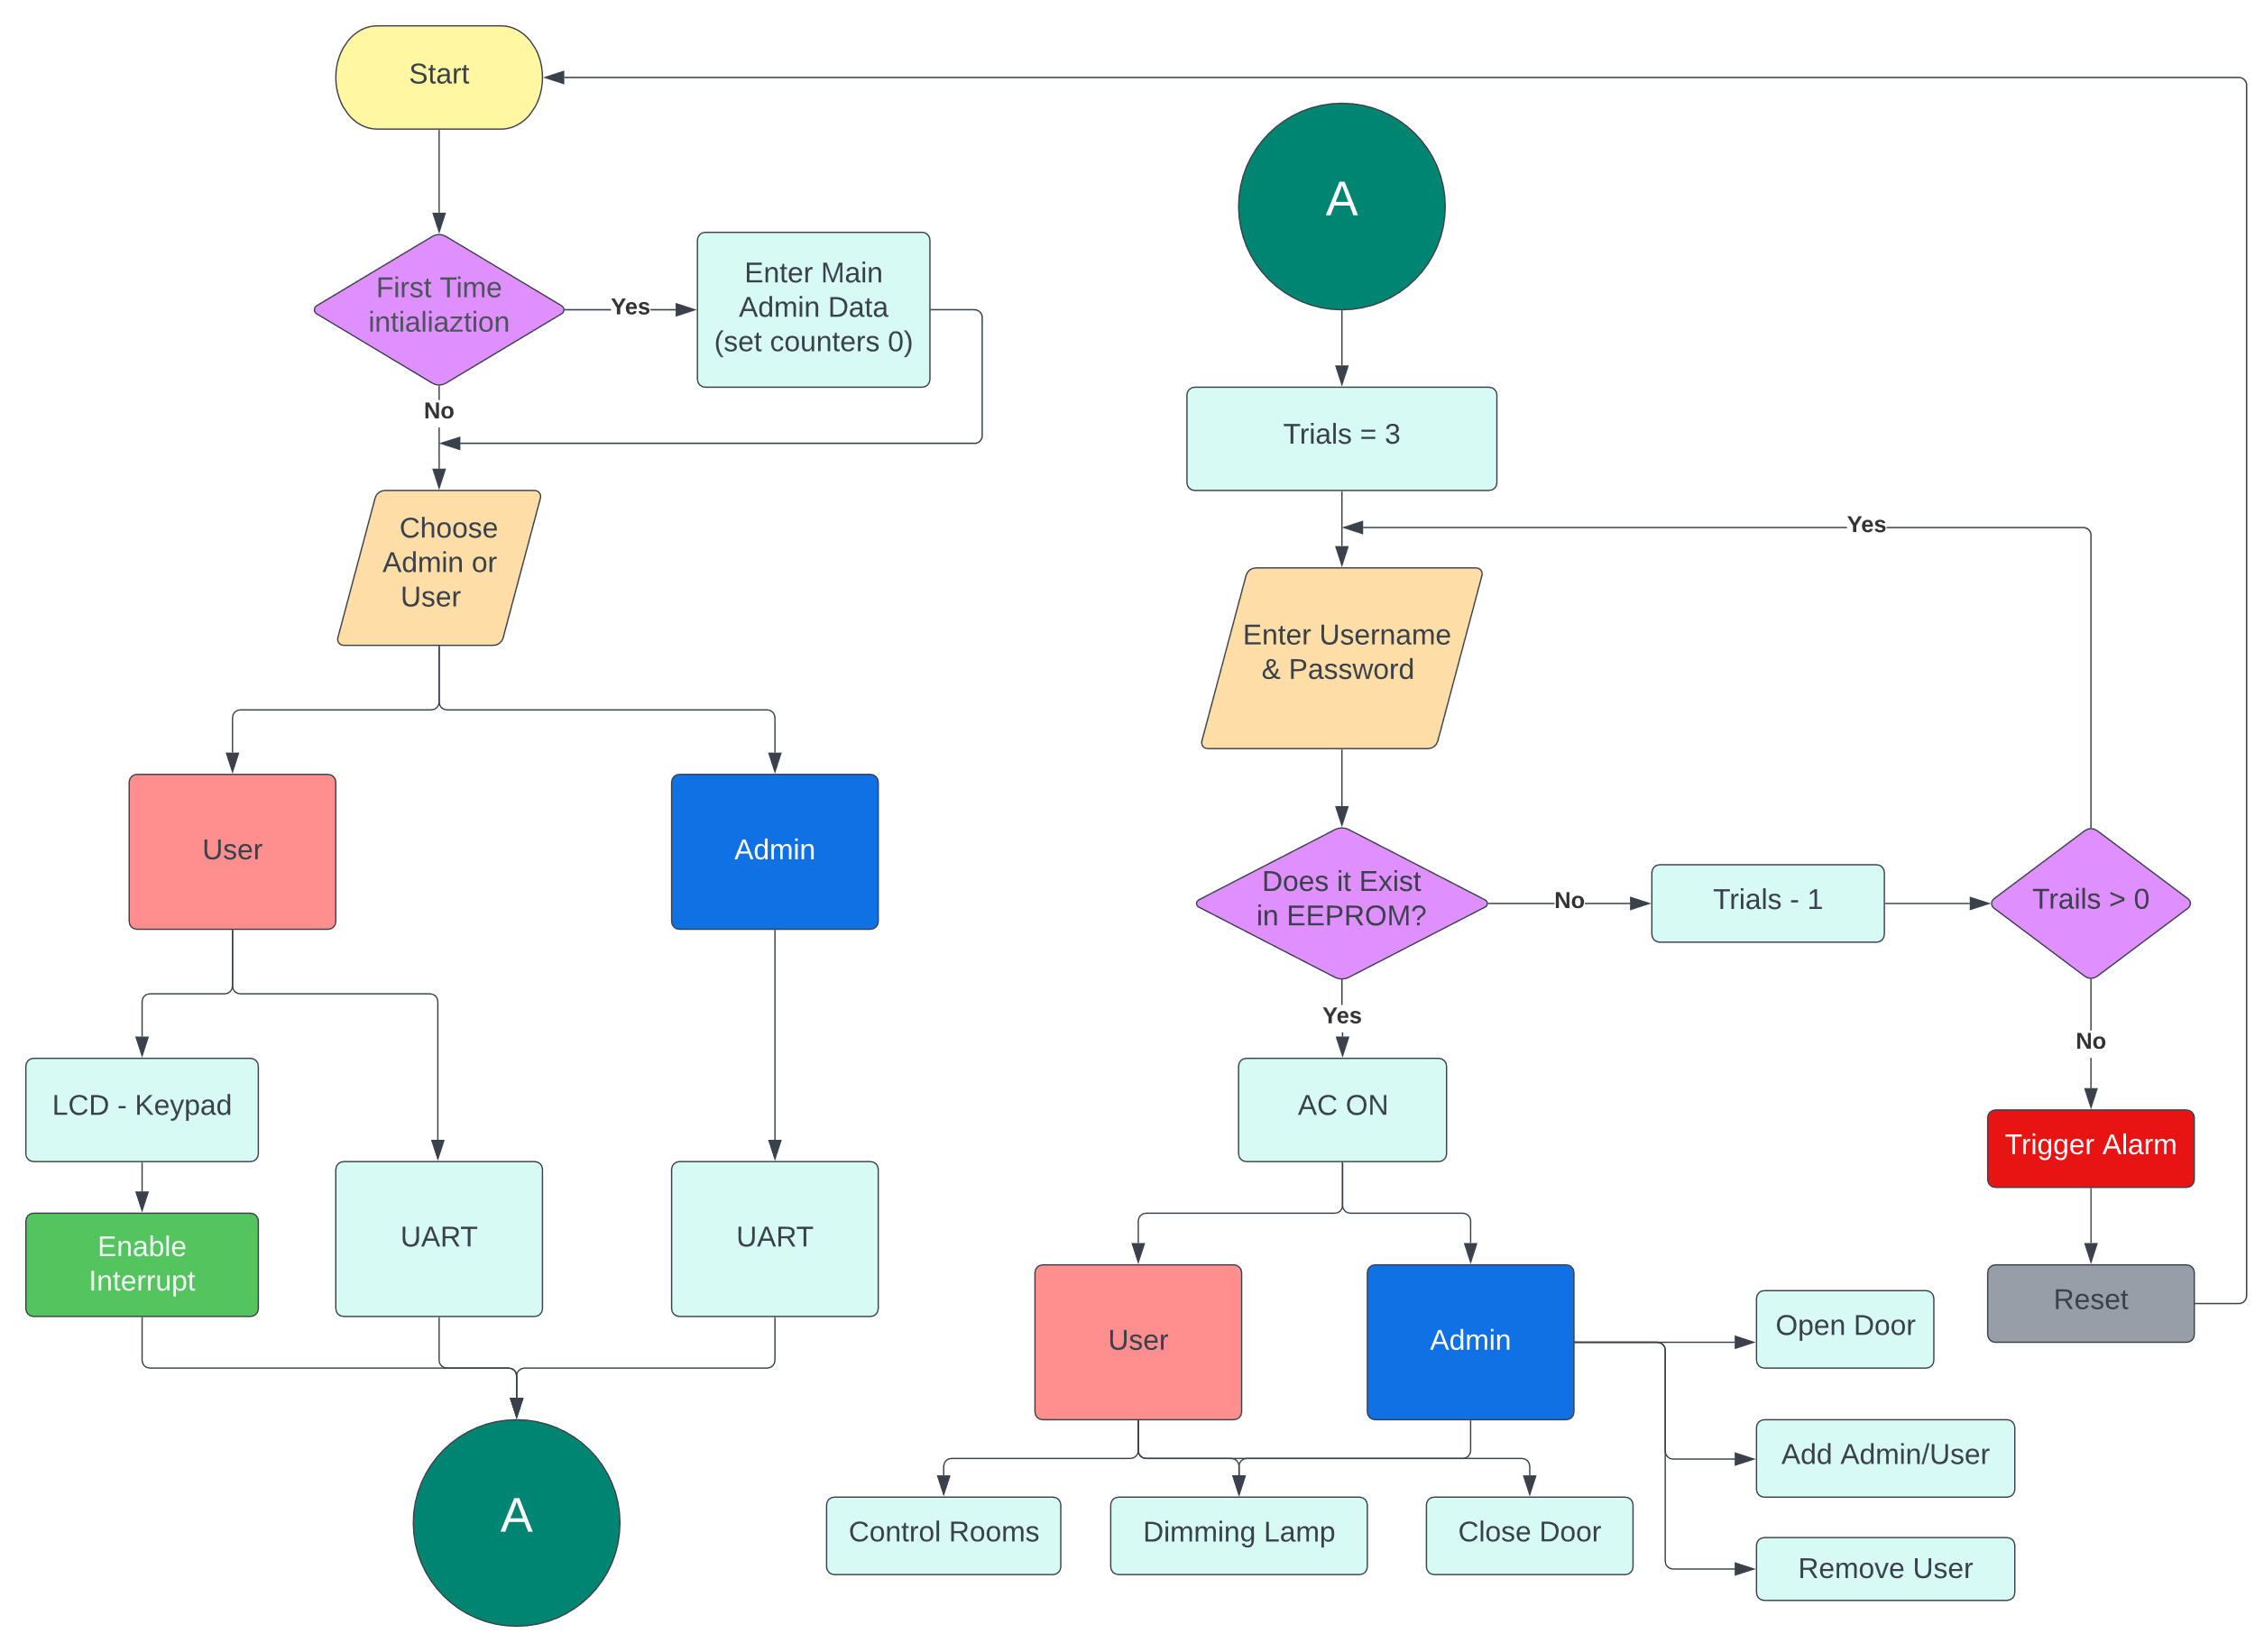 Start
First Time
intialiaztion
Yes
Enter Main
Admin Data
(set counters 0)
No
Choose
Admin or
User
User
Admin
LCD - Keypad
Enable
Interrupt
UART
UART
A
A
Trials = 3
Yes
Enter Username
& Password
Does it Exist
in EEPROM?
No
Trials - 1
Trails > 0
Yes
No
AC ON
Trigger Alarm
Reset
User
Admin
Open Door
Add Admin/User
Remove User
Control Rooms
Dimming Lamp
Close Door